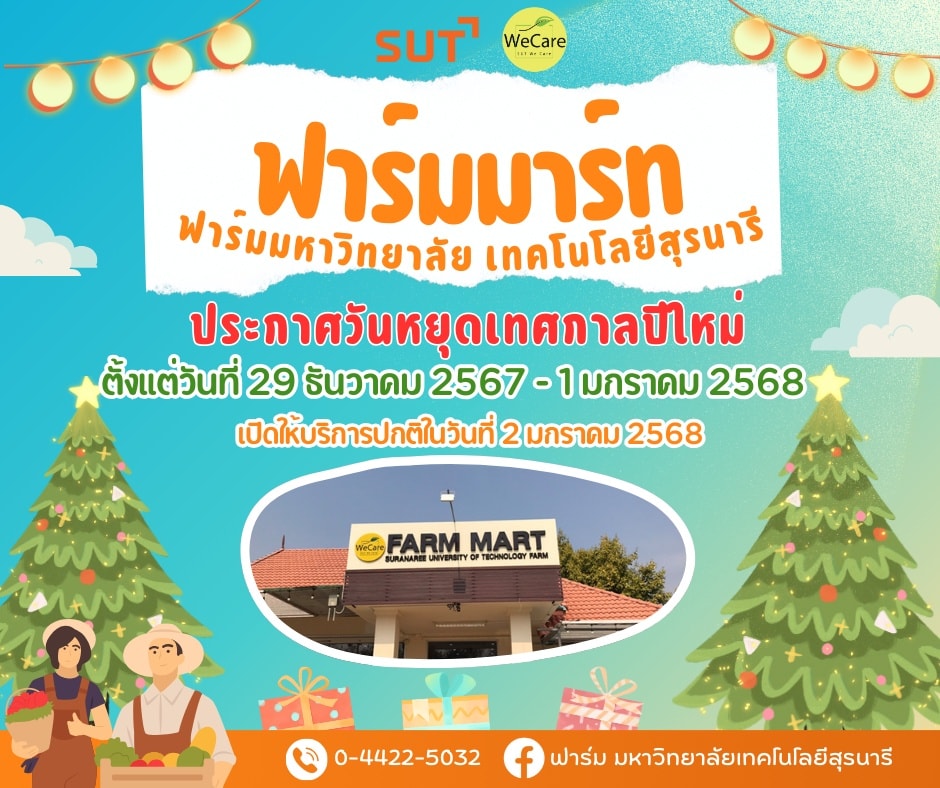 SUT
WeCare
SUT We Care
ฟาร์มมาร์ท
ฟาร์มมหาวิทยาลัย เทคโนโลยีสุรนารี
ประกาศวันหยุดเทศกาลปีใหม่
ตั้งแต่วันที่ 29 ธันวาคม 2567 - 1 มกราคม 2568
เปิดให้บริการปกติในวันที่ 2 มกราคม 2568
WeCare
FARM MART
SURANAREE UNIVERSITY OF TECHNOLOGY FARM
0-4422-5032
ฟาร์ม มหาวิทยาลัยเทคโนโลยีสุรนารี